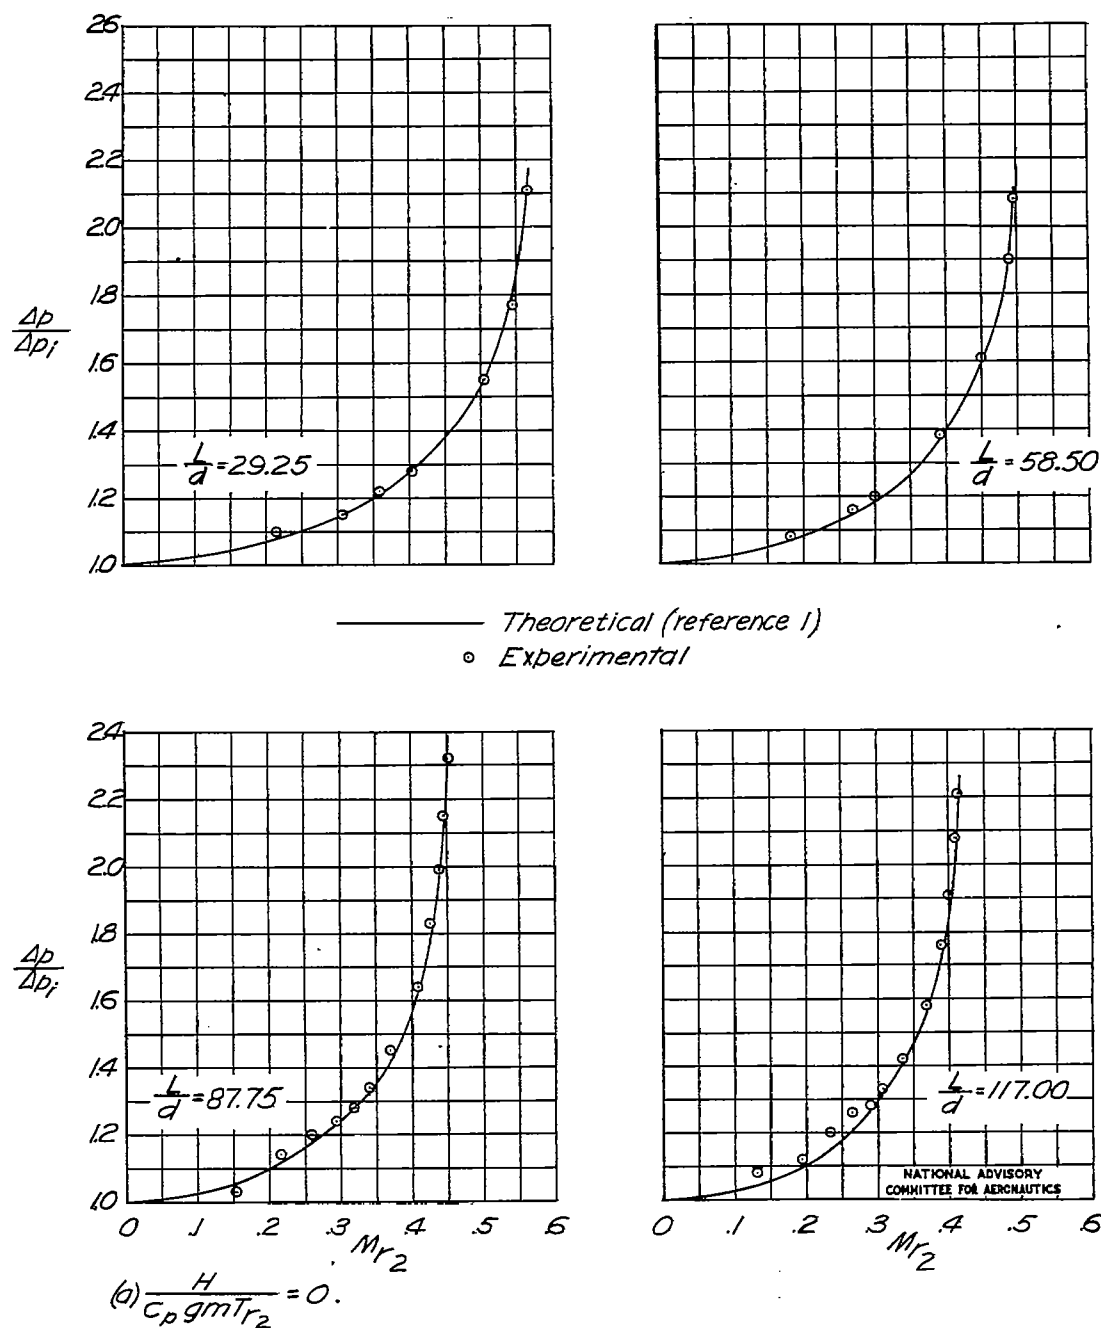 2.6
2.4
2.2
2.0
1.8
1.6
1.4
1.2
1.0
Δp/Δpi
L/d = 29.25
L/d = 58.50
Theoretical (reference 1)
Experimental
2.4
2.2
2.0
1.8
1.6
1.4
1.2
1.0
Δp/Δpi
L/d = 87.75
L/d = 117.00
NATIONAL ADVISORY
COMMITTEE FOR AERONAUTICS
0 .1 .2 .3 .4 .5 .6
Mr2
0 .1 .2 .3 .4 .5 .6
Mr2
(a) H/cp gmTr2 = 0.